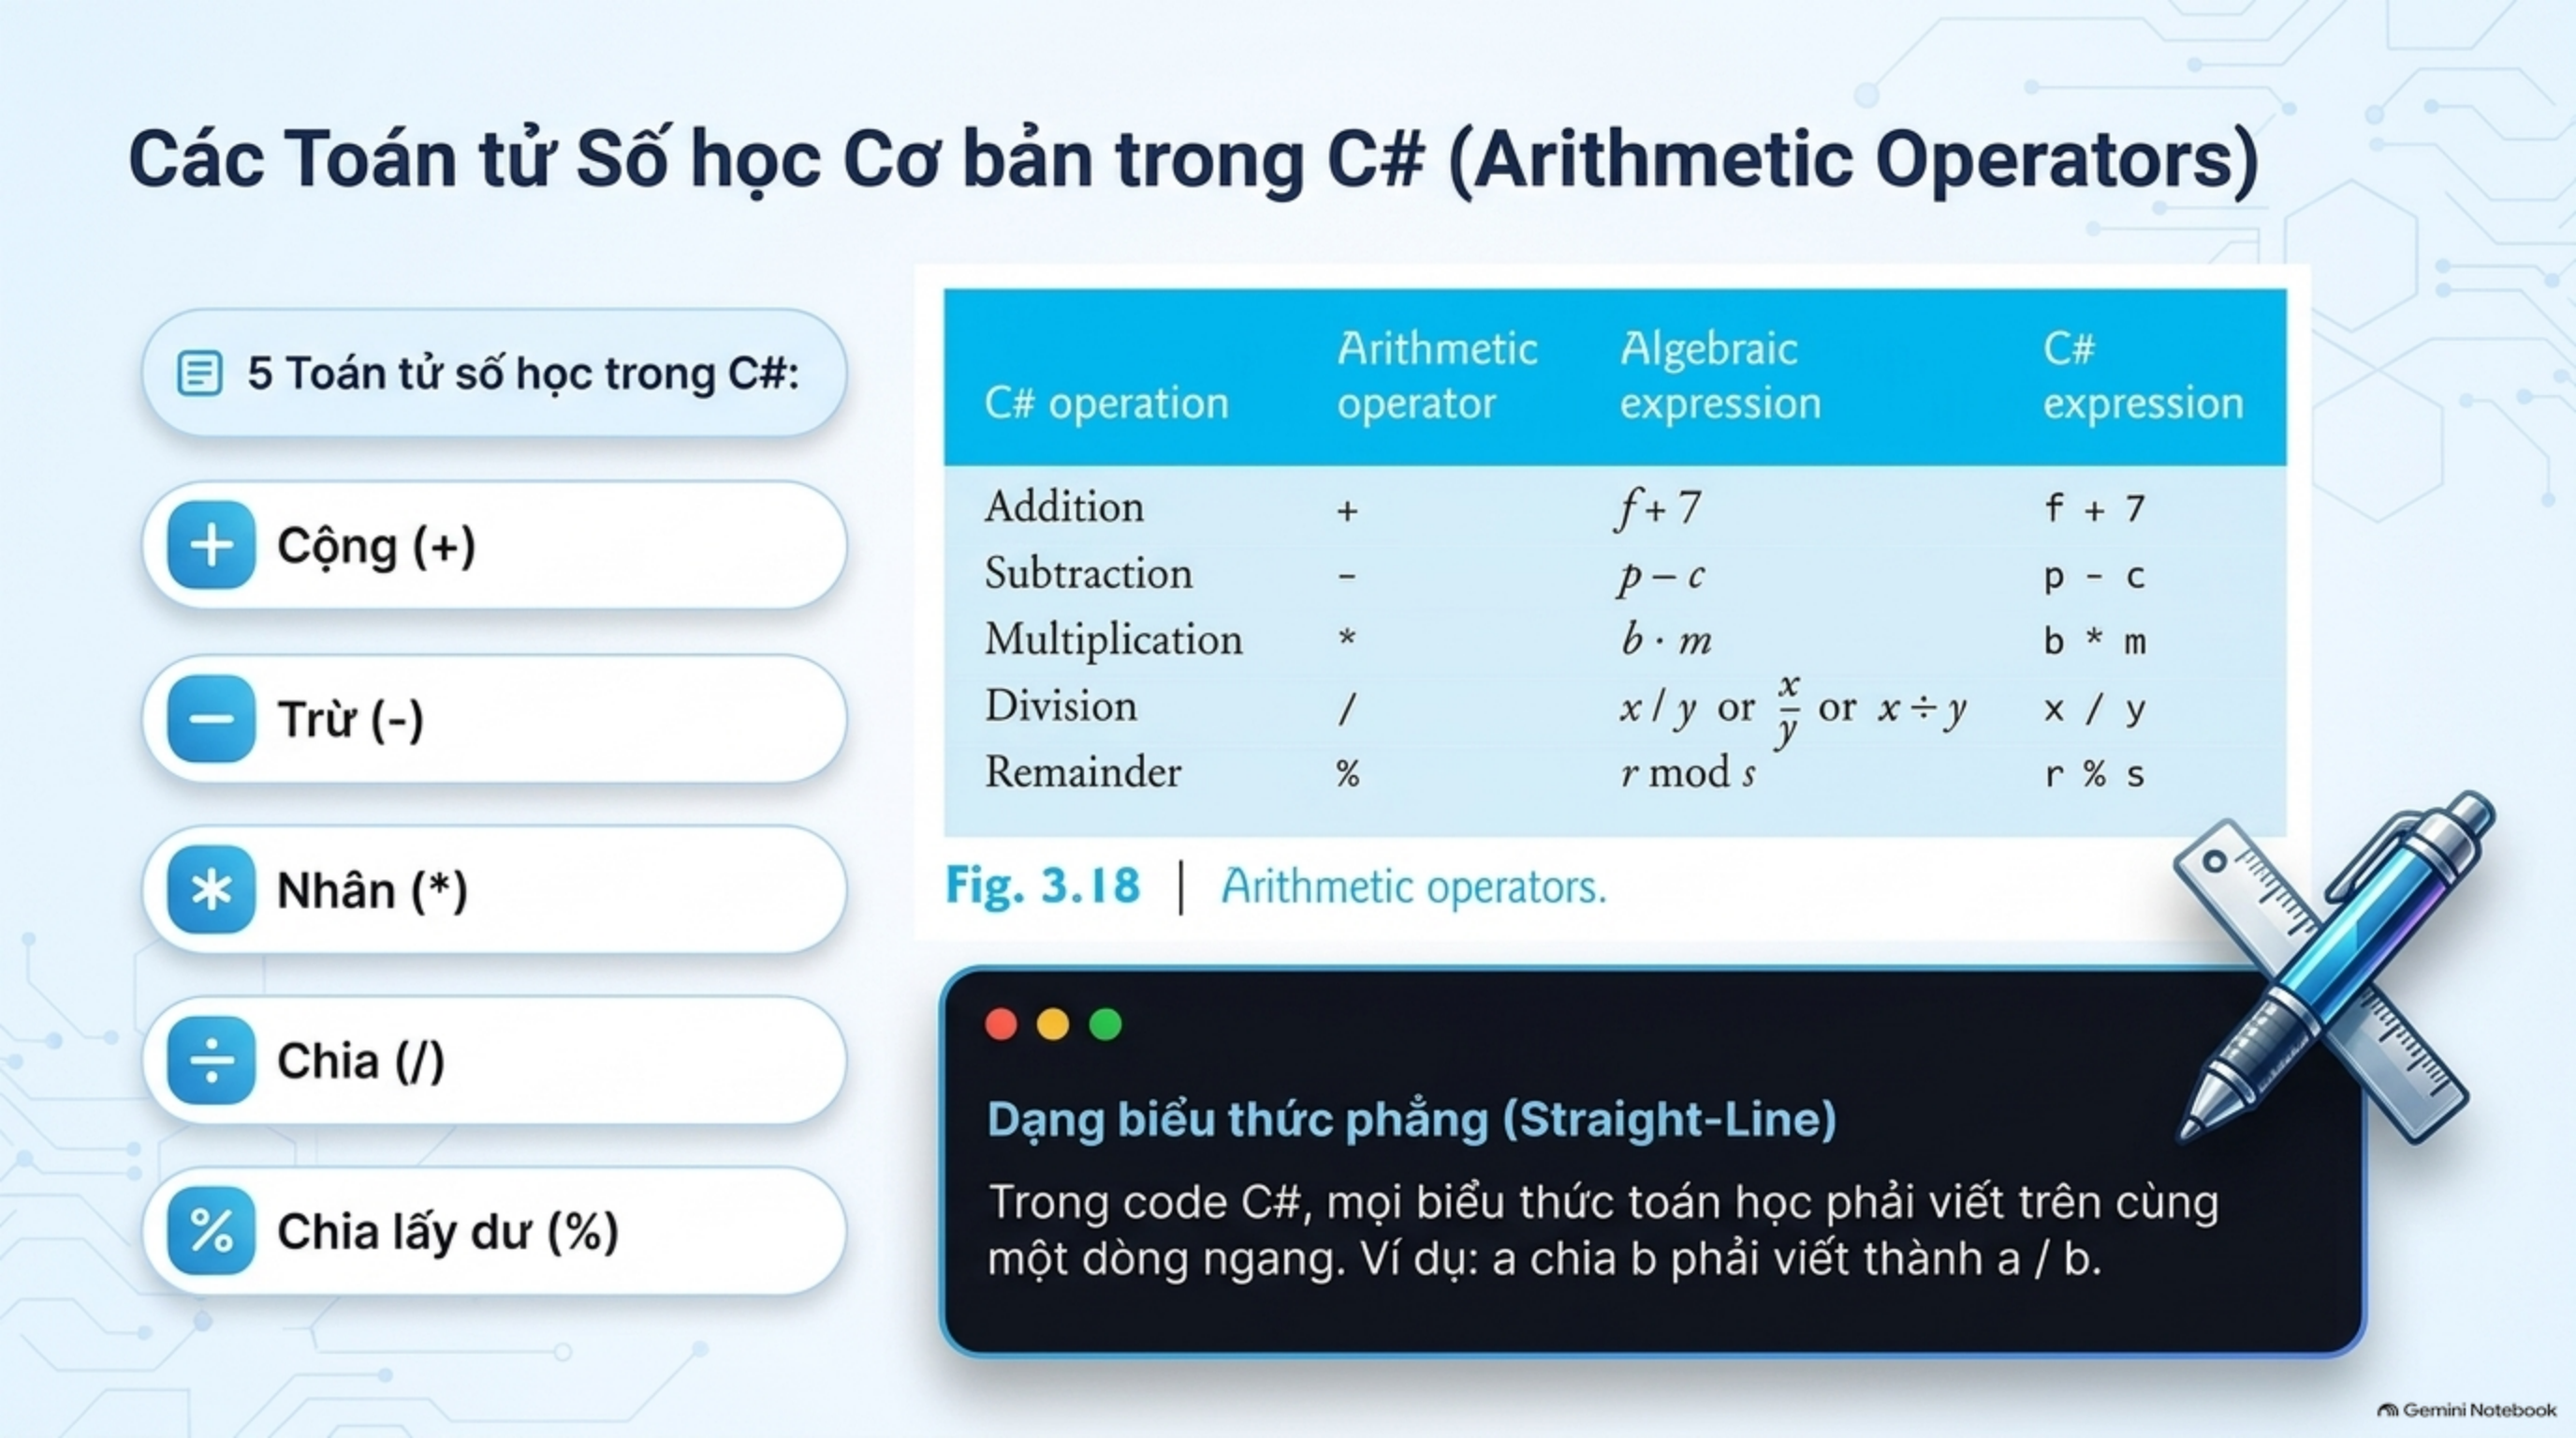 Các Toán tử Số học Cơ bản trong C# (Arithmetic Operators)
5 Toán tử số học trong C#:
Cộng (+)
Trừ (-)
Nhân (*)
Chia (/)
Chia lấy dư (%)
C# operation Arithmetic operator Algebraic expression C# expression
Addition + f + 7 f + 7
Subtraction – p – c p - c
Multiplication * b · m b * m
Division / x / y or x/y or x ÷ y x / y
Remainder % r mod s r % s
Fig. 3.18 | Arithmetic operators.
Dạng biểu thức phẳng (Straight-Line)
Trong code C#, mọi biểu thức toán học phải viết trên cùng
một dòng ngang. Ví dụ: a chia b phải viết thành a / b.
Gemini Notebook